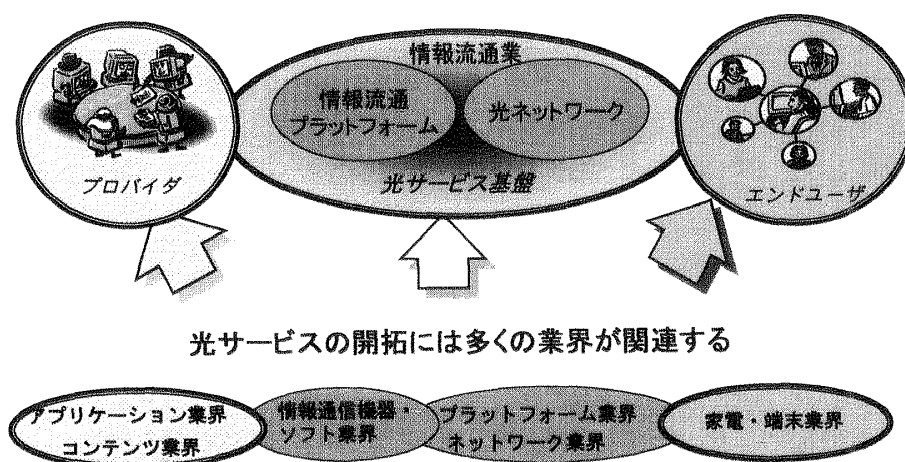 情報流通業
情報流通
プラットフォーム
光ネットワーク
光サービス基盤
プロバイダ
エンドユーザ
光サービスの開拓には多くの業界が関連する
アプリケーション業界
コンテンツ業界
情報通信機器・
ソフト業界
プラットフォーム業界
ネットワーク業界
家電・端末業界